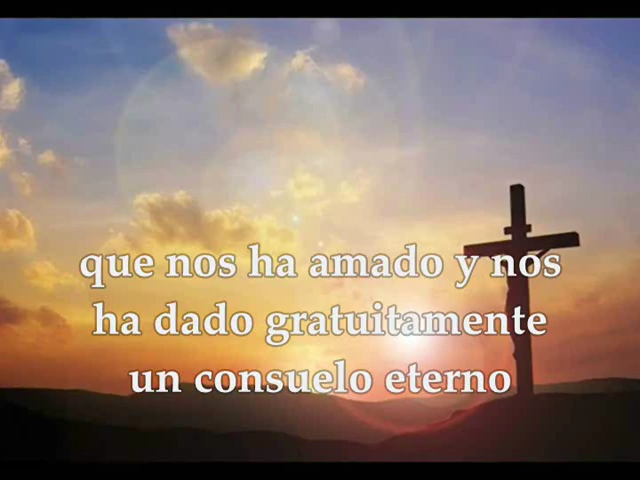 que nos ha amado y nos
ha dado gratuitamente
un consuelo eterno